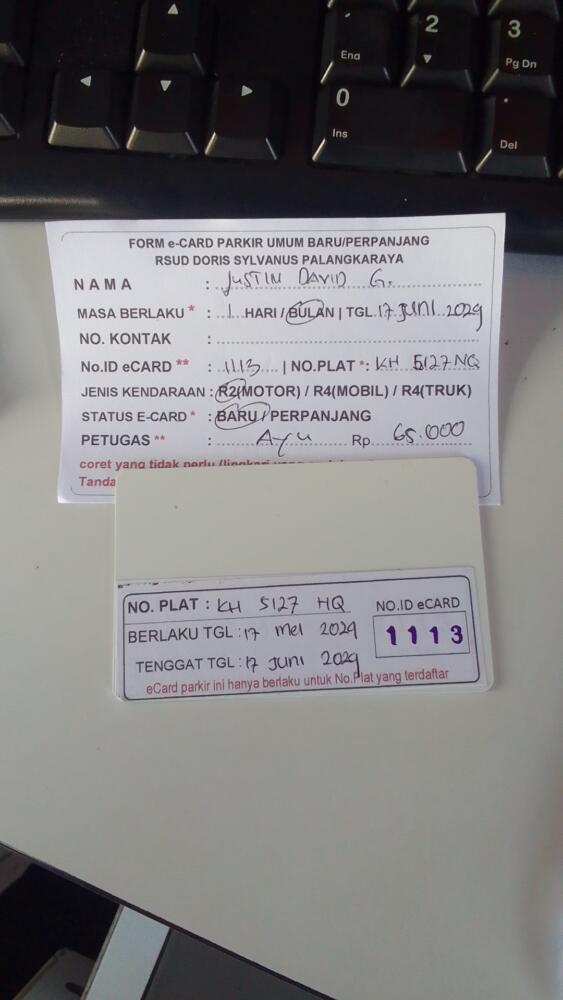 2
3
End
Pg Dn
0
Ins
.
Del
FORM e-CARD PARKIR UMUM BARU/PERPANJANG
RSUD DORIS SYLVANUS PALANGKARAYA
NAMA : JUSTIN DAVID G.
MASA BERLAKU * : 1 HARI / BULAN | TGL 17 JUNI 2029
NO. KONTAK :
No.ID eCARD ** : 1113 | NO.PLAT *: KH 5127 NQ
JENIS KENDARAAN : R2(MOTOR) / R4(MOBIL) / R4(TRUK)
STATUS E-CARD * : BARU / PERPANJANG
PETUGAS ** : Ayu Rp 65.000
coret yang tidak perlu
Tanda
NO. PLAT : KH 5127 HQ
NO.ID eCARD
BERLAKU TGL : 17 MEI 2029
1113
TENGGAT TGL : 17 JUNI 2029
eCard parkir ini hanya berlaku untuk No.Plat yang terdaftar